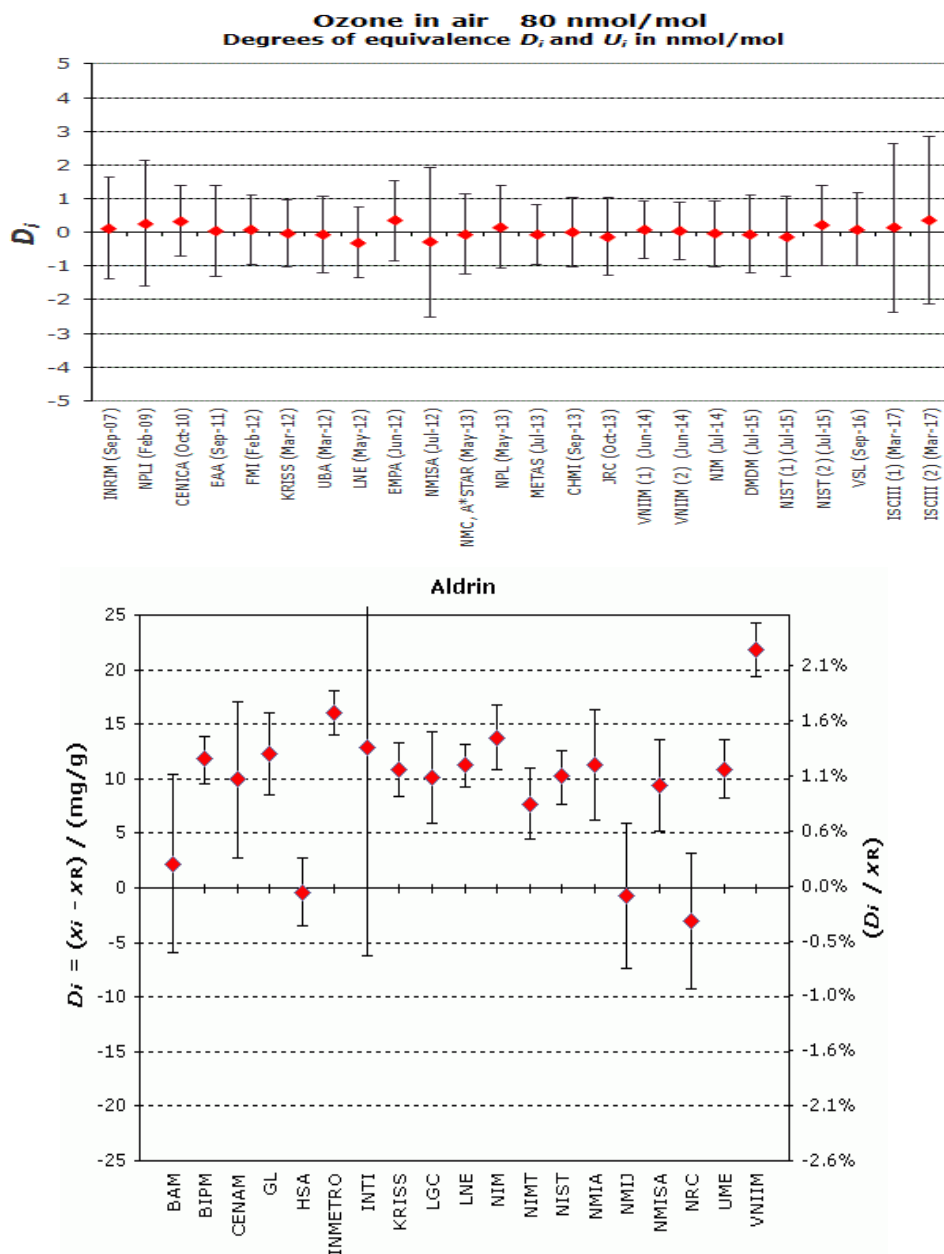 Ozone in air 80 nmol/mol
Degrees of equivalence Di and Ui in nmol/mol
5
4
3
2
1
0
-1
-2
-3
-4
-5
Di
INRIM (Sep-07)
NPLI (Feb-09)
CENICA (Oct-10)
EAA (Sep-11)
FMI (Feb-12)
KRISS (Mar-12)
UBA (Mar-12)
LNE (May-12)
EMPA (Jun-12)
NMISA (Jul-12)
NMC, A*STAR (May-13)
NPL (May-13)
METAS (Jul-13)
CHMI (Sep-13)
JRC (Oct-13)
VNIIM (1) (Jun-14)
VNIIM (2) (Jun-14)
NIM (Jul-14)
DMDM (Jul-15)
NIST (1) (Jul-15)
NIST (2) (Jul-15)
VSL (Sep-16)
ISCIII (1) (Mar-17)
ISCIII (2) (Mar-17)
Aldrin
25
20
15
10
5
0
-5
-10
-15
-20
-25
Di = (xi - xR) / (mg/g)
2.1%
1.6%
1.1%
0.6%
0.0%
-0.5%
-1.0%
-1.6%
-2.1%
-2.6%
(Di / xR)
BAM
BIPM
CENAM
GL
HSA
INMETRO
INTI
KRISS
LGC
LNE
NIM
NIMT
NIST
NMIA
NMIJ
NMISA
NRC
UME
VNIIM